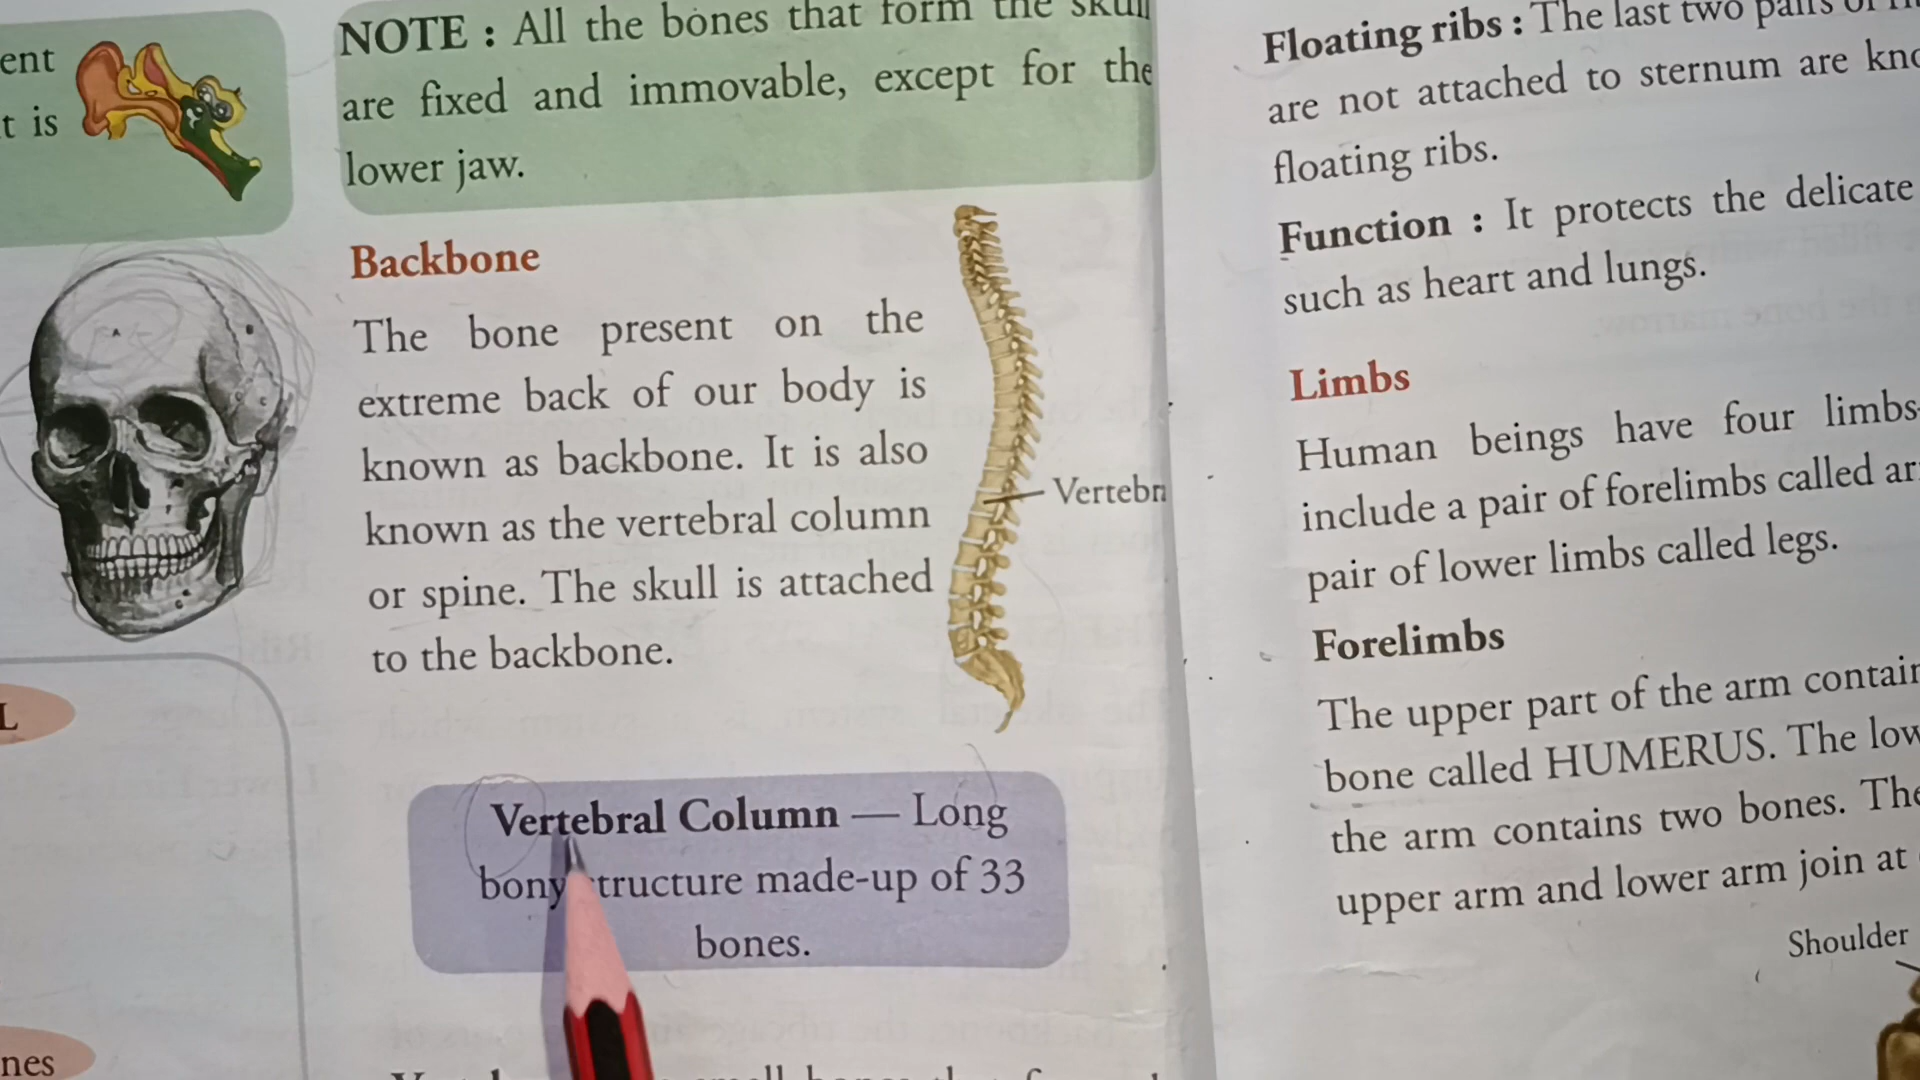 ent
t is
L
nes
NOTE : All the bones that form the skull
are fixed and immovable, except for the
lower jaw.
Backbone
The bone present on the
extreme back of our body is
known as backbone. It is also
known as the vertebral column
or spine. The skull is attached
to the backbone.
Vertebr
Vertebral Column — Long
bony structure made-up of 33
bones.
Floating ribs : The last two pairs of
are not attached to sternum are kno
floating ribs.
Function : It protects the delicate
such as heart and lungs.
Limbs
Human beings have four limbs
include a pair of forelimbs called ar
pair of lower limbs called legs.
Forelimbs
The upper part of the arm contain
bone called HUMERUS. The low
the arm contains two bones. The
upper arm and lower arm join at
Shoulder